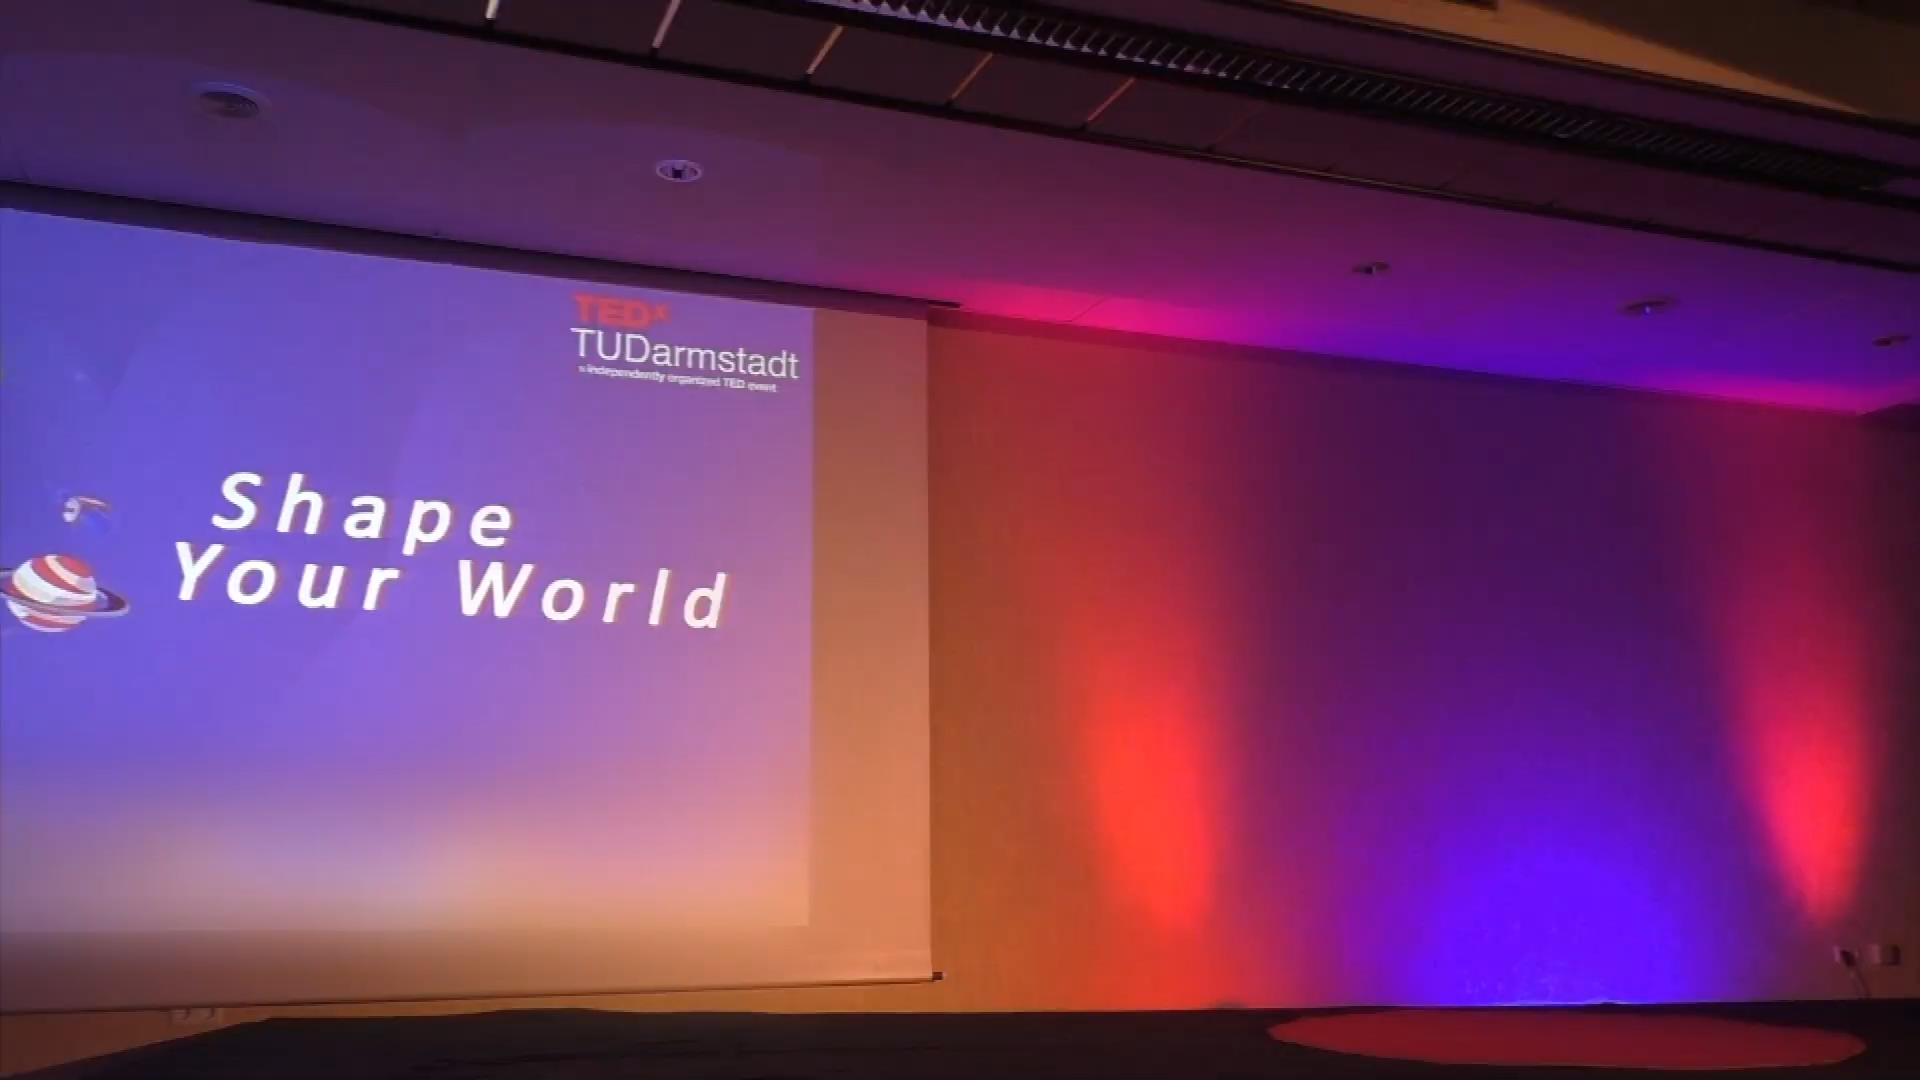 TEDx
TUDarmstadt
x independently organized TED event
Shape
Your World